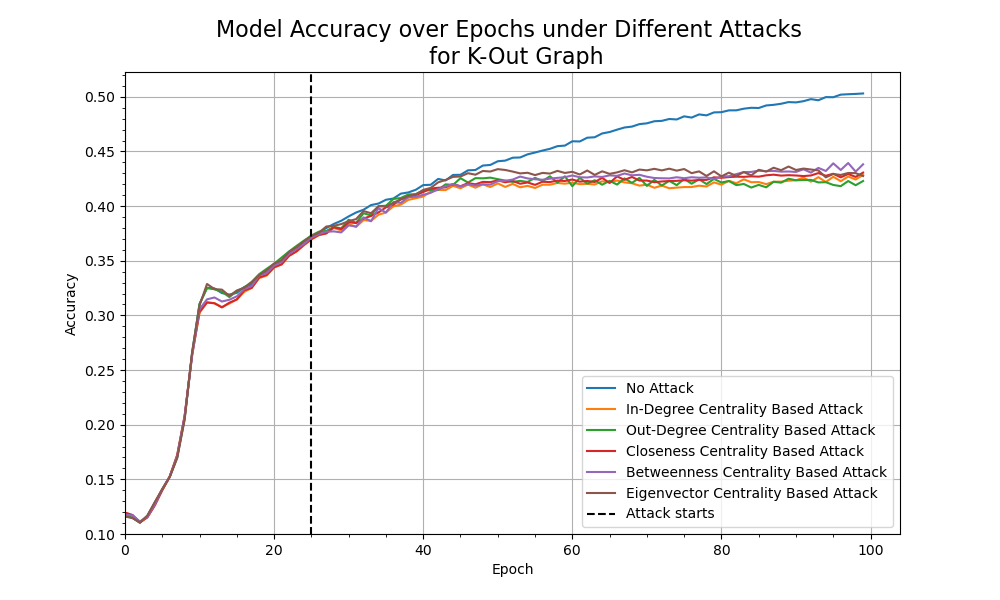 Model Accuracy over Epochs under Different Attacks
for K-Out Graph
Accuracy
0.50
0.45
0.40
0.35
0.30
0.25
0.20
0.15
0.10
0
20
40
60
80
100
Epoch
No Attack
In-Degree Centrality Based Attack
Out-Degree Centrality Based Attack
Closeness Centrality Based Attack
Betweenness Centrality Based Attack
Eigenvector Centrality Based Attack
Attack starts